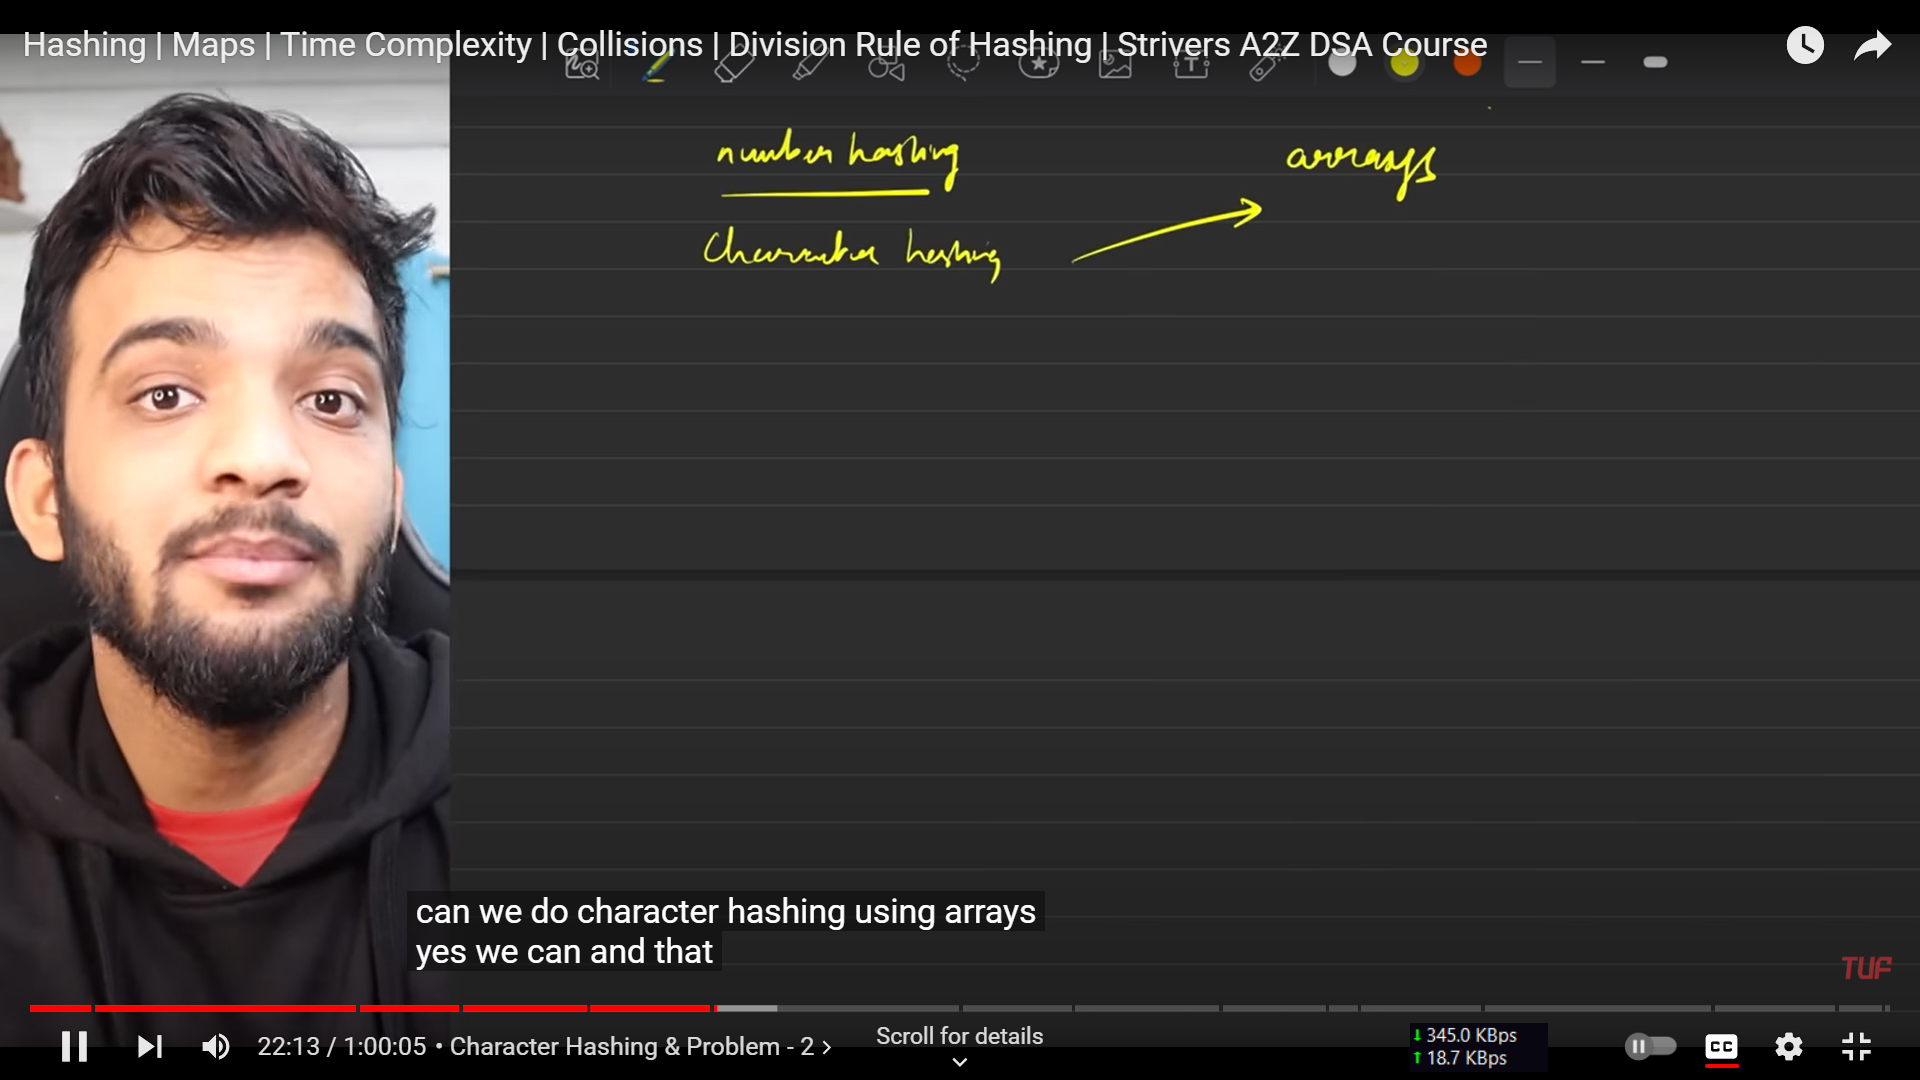 Hashing | Maps | Time Complexity | Collisions | Division Rule of Hashing | Strivers A2Z DSA Course
number hashing
arrays
Character hashing
can we do character hashing using arrays
yes we can and that
TUF
22:13 / 1:00:05 • Character Hashing & Problem - 2 >
Scroll for details
345.0 KBps
18.7 KBps
CC